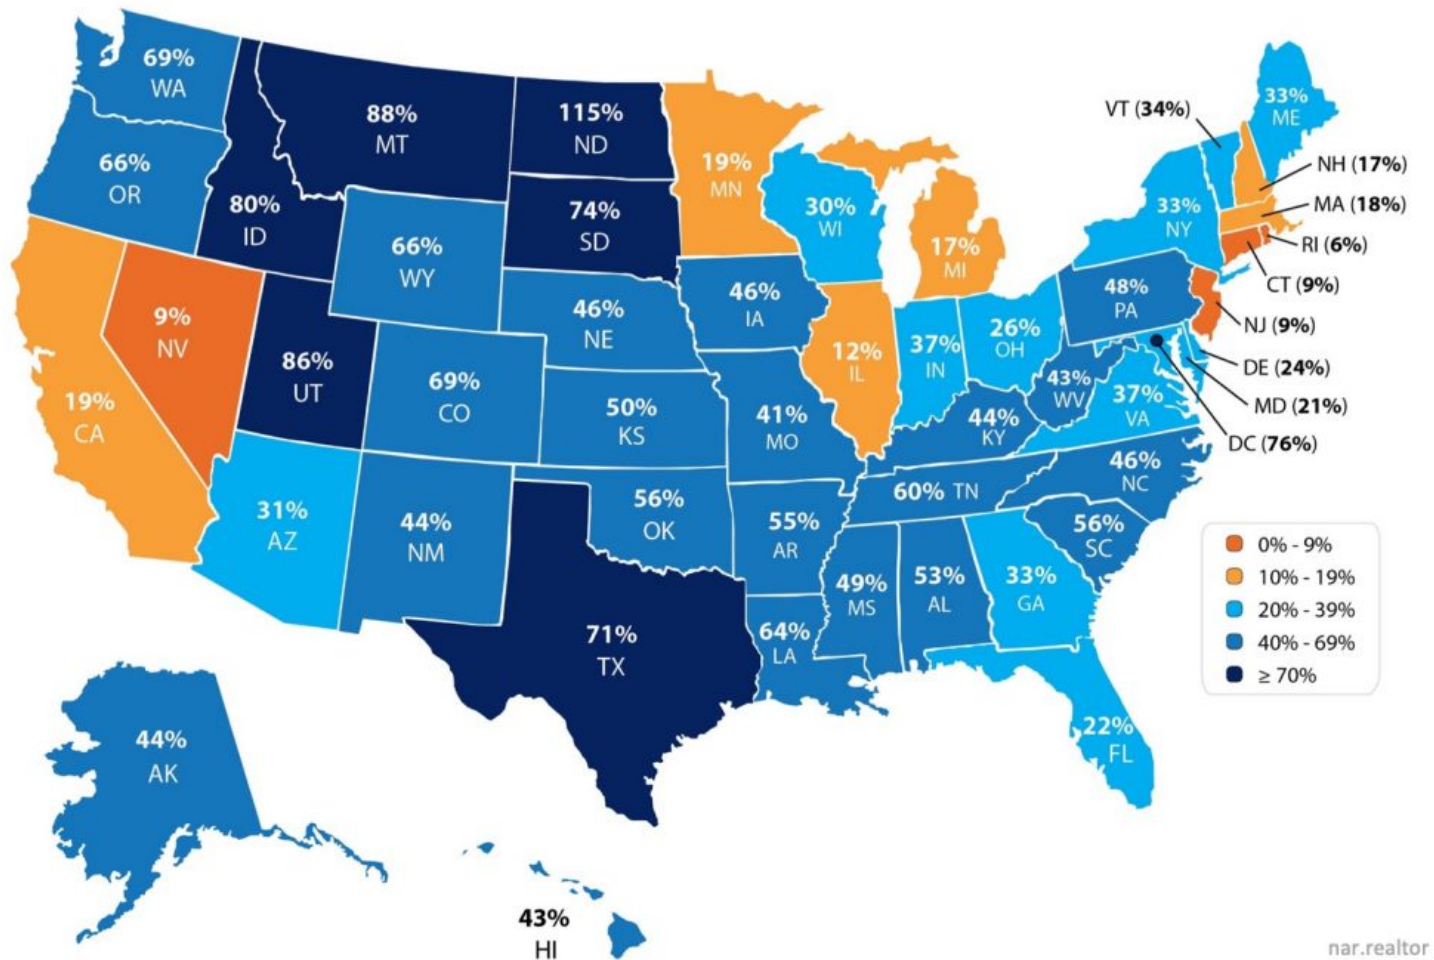 69%
WA
66%
OR
80%
ID
88%
MT
115%
ND
74%
SD
66%
WY
19%
MN
30%
WI
17%
MI
33%
NY
33%
ME
VT (34%)
NH (17%)
MA (18%)
RI (6%)
CT (9%)
NJ (9%)
DE (24%)
MD (21%)
DC (76%)
19%
CA
9%
NV
86%
UT
69%
CO
46%
NE
46%
IA
12%
IL
37%
IN
26%
OH
48%
PA
43%
WV
37%
VA
50%
KS
41%
MO
44%
KY
46%
NC
60% TN
31%
AZ
44%
NM
56%
OK
55%
AR
56%
SC
49%
MS
53%
AL
33%
GA
71%
TX
64%
LA
22%
FL
44%
AK
43%
HI
0% - 9%
10% - 19%
20% - 39%
40% - 69%
≥ 70%
nar.realtor